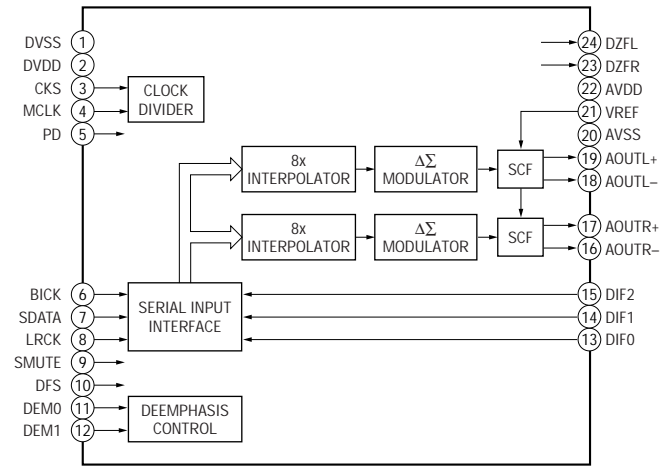 DVSS 1
DVDD 2
CKS 3
MCLK 4
PD 5
CLOCK
DIVIDER
24 DZFL
23 DZFR
22 AVDD
21 VREF
20 AVSS
19 AOUTL+
18 AOUTL–
17 AOUTR+
16 AOUTR–
8x
INTERPOLATOR
ΔΣ
MODULATOR
SCF
8x
INTERPOLATOR
ΔΣ
MODULATOR
SCF
BICK 6
SDATA 7
LRCK 8
SMUTE 9
DFS 10
DEM0 11
DEM1 12
SERIAL INPUT
INTERFACE
15 DIF2
14 DIF1
13 DIF0
DEEMPHASIS
CONTROL